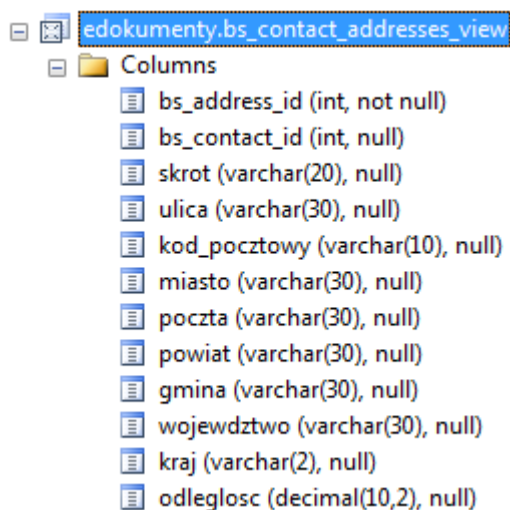 edokumenty.bs_contact_addresses_view
Columns
bs_address_id (int, not null)
bs_contact_id (int, null)
skrot (varchar(20), null)
ulica (varchar(30), null)
kod_pocztowy (varchar(10), null)
miasto (varchar(30), null)
poczta (varchar(30), null)
powiat (varchar(30), null)
gmina (varchar(30), null)
wojewdztwo (varchar(30), null)
kraj (varchar(2), null)
odleglosc (decimal(10,2), null)